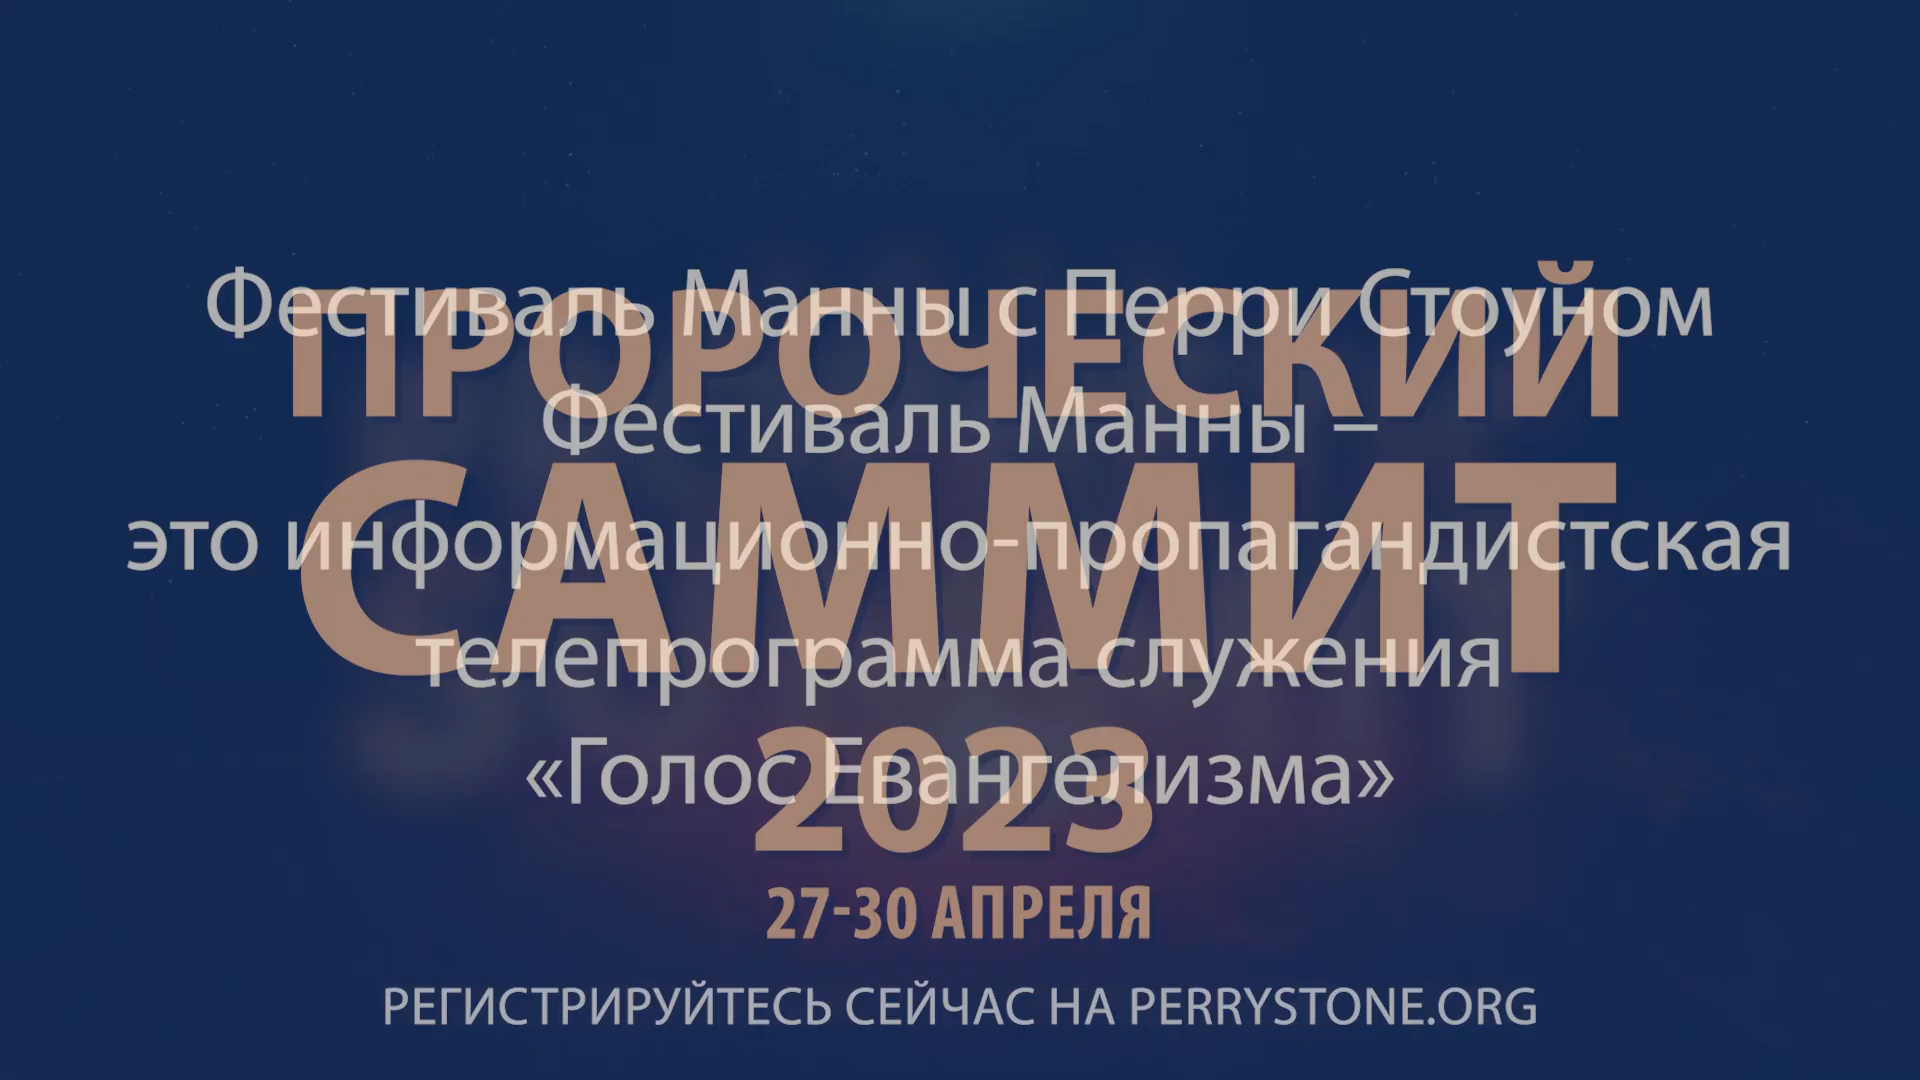 Фестиваль Манны с Перри Стоуном
ПРОРОЧЕСКИЙ
Фестиваль Манны –
САММИТ
это информационно-пропагандистская
телепрограмма служения
«Голос Евангелизма»
2023
27-30 АПРЕЛЯ
РЕГИСТРИРУЙТЕСЬ СЕЙЧАС НА PERRYSTONE.ORG